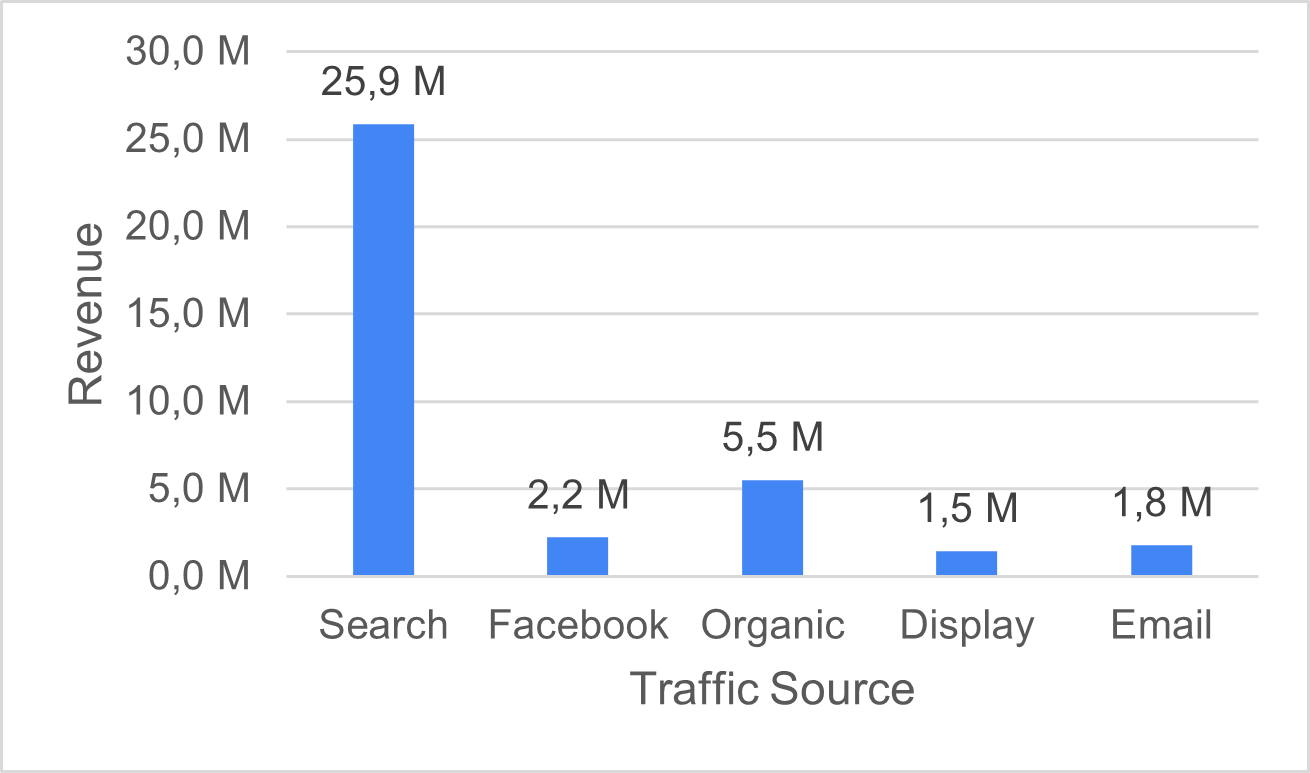 30,0 M
25,9 M
25,0 M
20,0 M
15,0 M
10,0 M
5,5 M
5,0 M
2,2 M
1,5 M
1,8 M
0,0 M
Revenue
Search Facebook Organic Display Email
Traffic Source